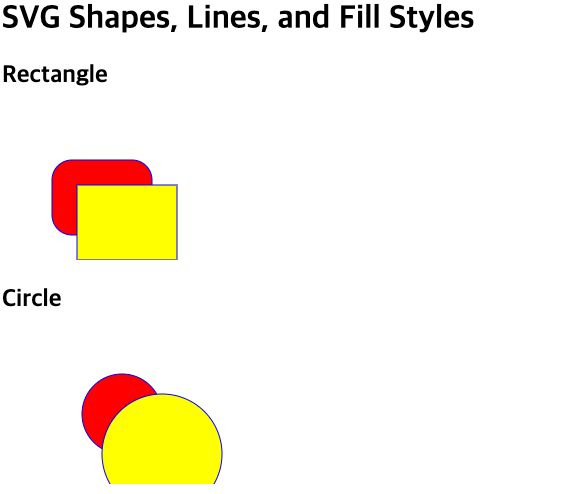 SVG Shapes, Lines, and Fill Styles
Rectangle
Circle